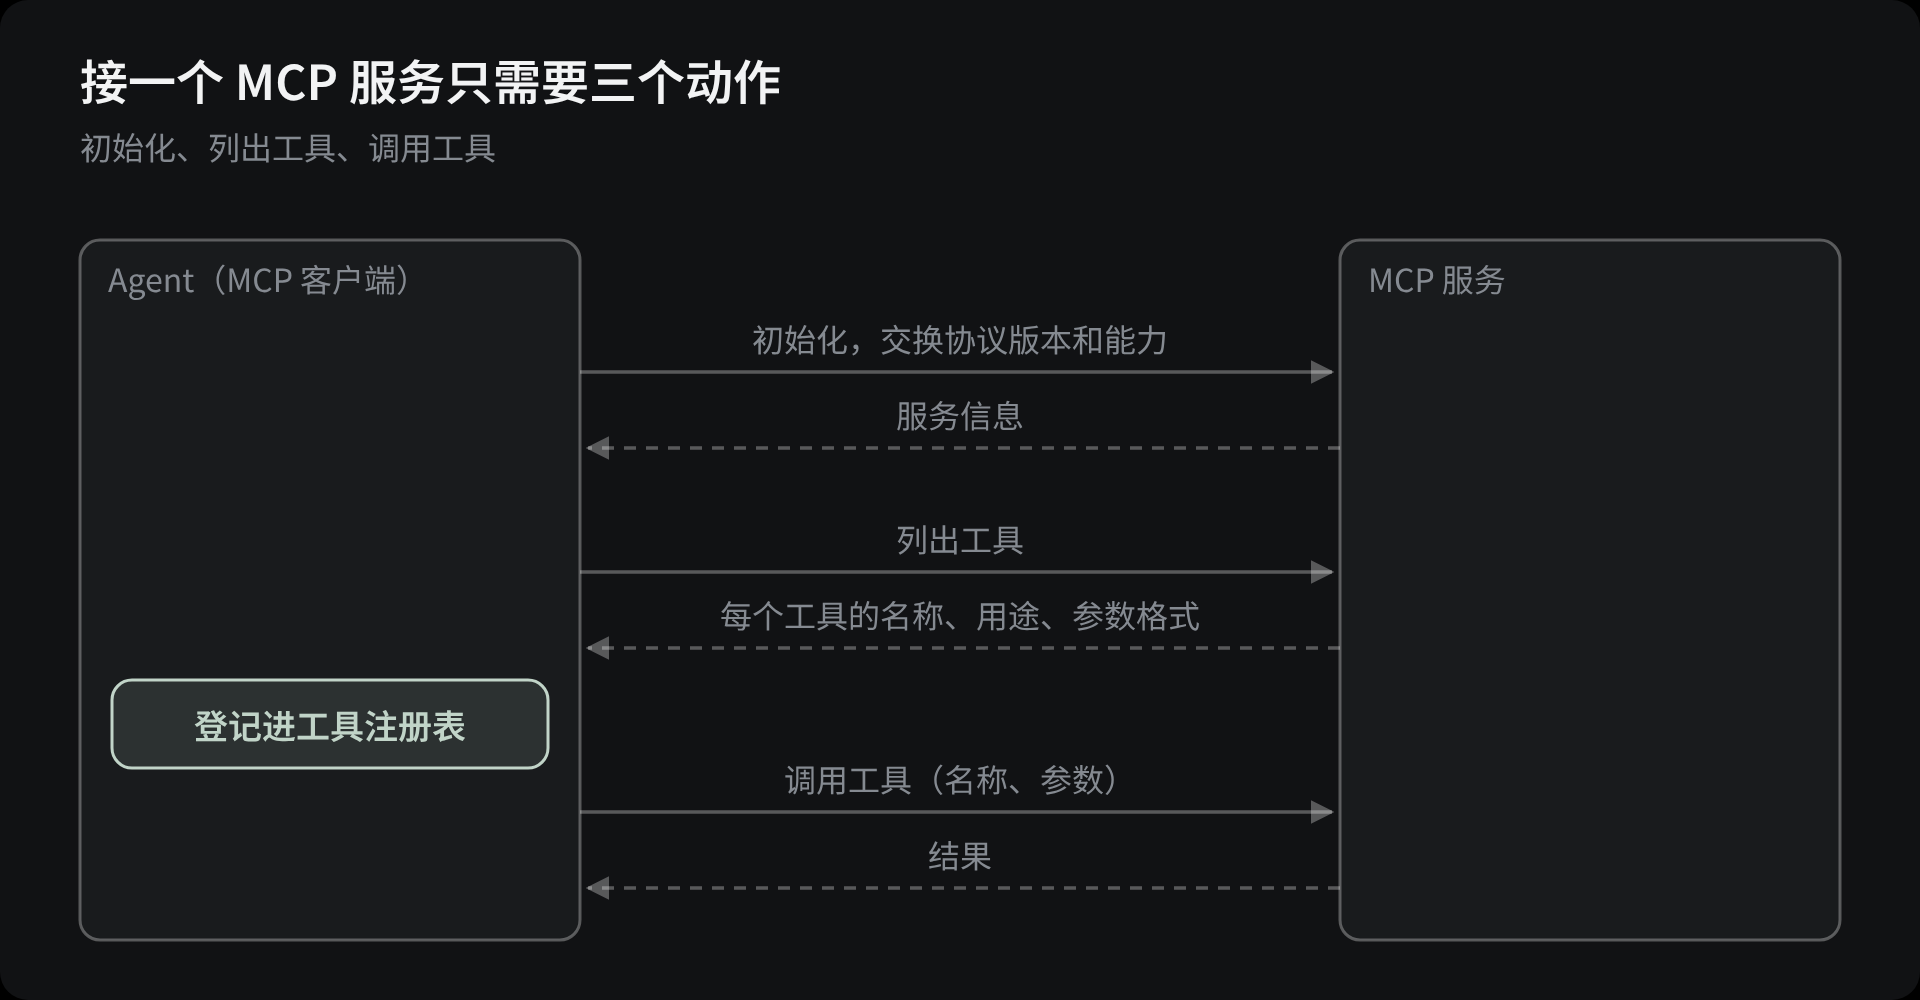 接一个 MCP 服务只需要三个动作
初始化、列出工具、调用工具
Agent（MCP 客户端）
MCP 服务
初始化，交换协议版本和能力
服务信息
列出工具
每个工具的名称、用途、参数格式
登记进工具注册表
调用工具（名称、参数）
结果